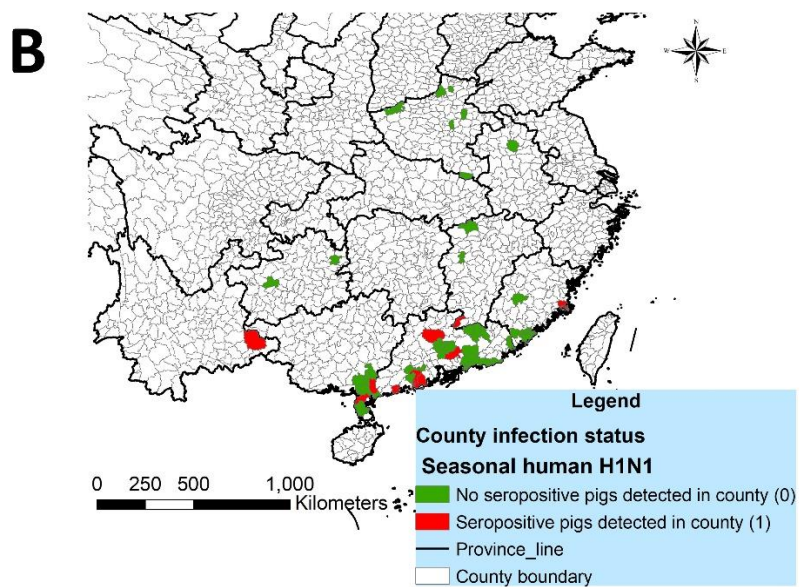 B
N
W E
S
Legend
County infection status
Seasonal human H1N1
No seropositive pigs detected in county (0)
Seropositive pigs detected in county (1)
Province_line
County boundary
0 250 500 1,000
Kilometers